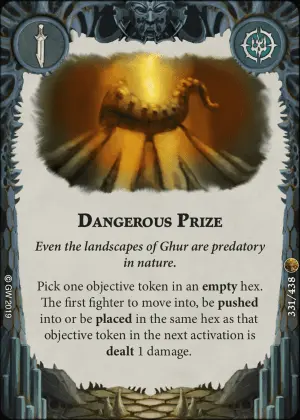 DANGEROUS PRIZE
Even the landscapes of Ghur are predatory
in nature.
Pick one objective token in an empty hex.
The first fighter to move into, be pushed
into or be placed in the same hex as that
objective token in the next activation is
dealt 1 damage.
© GW 2019
331/438